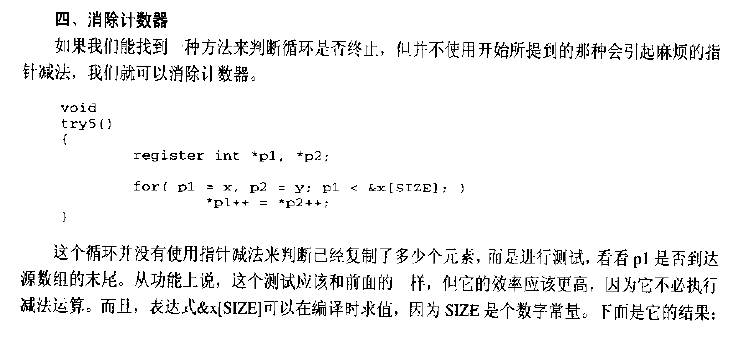 四、消除计数器
如果我们能找到 种方法来判断循环是否终止，但并不使用开始所提到的那种会引起麻烦的指
针减法，我们就可以消除计数器。
void
try5()
{
register int *p1, *p2;
for( p1 = x, p2 = y; p1 < &x[SIZE]; )
*p1++ = *p2++;
}
这个循环并没有使用指针减法来判断已经复制了多少个元素，而是进行测试，看看 p1 是否到达
源数组的末尾。从功能上说，这个测试应该和前面的 样，但它的效率应该更高，因为它不必执行
减法运算。而且，表达式&x[SIZE]可以在编译时求值，因为 SIZE 是个数字常量。下面是它的结果：